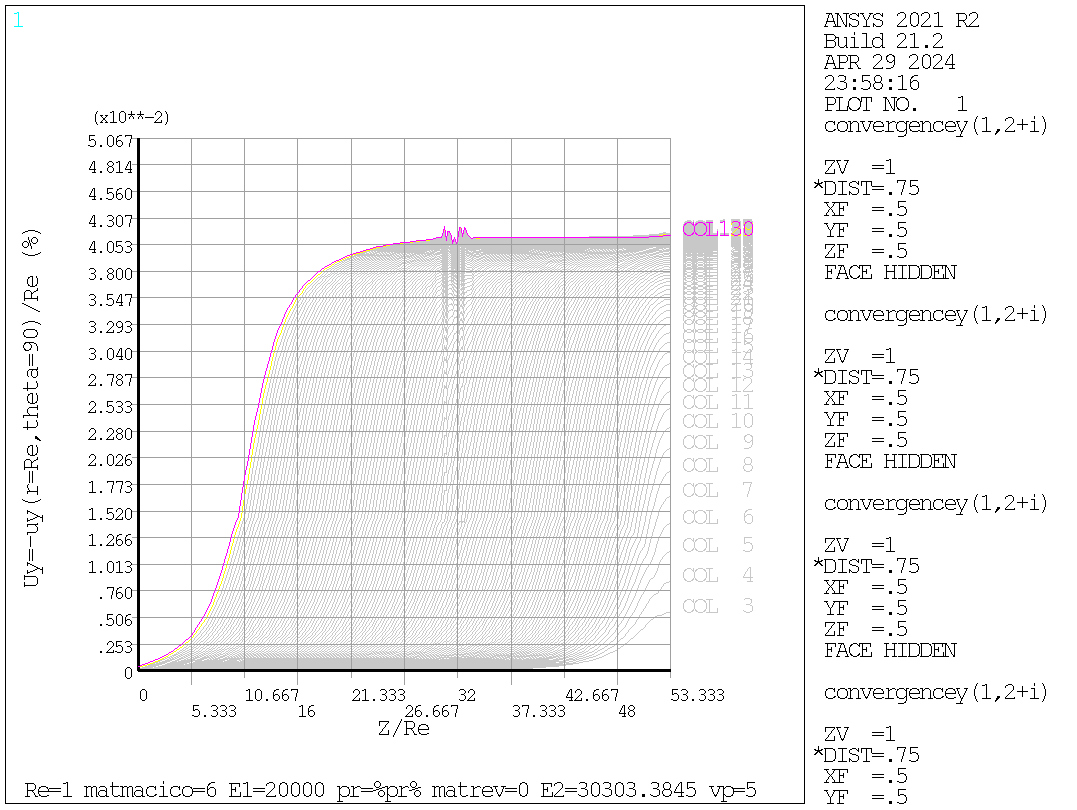 1
ANSYS 2021 R2
Build 21.2
APR 29 2024
23:58:16
PLOT NO. 1
convergencey(1,2+i)
ZV =1
*DIST=.75
XF =.5
YF =.5
ZF =.5
FACE HIDDEN
convergencey(1,2+i)
ZV =1
*DIST=.75
XF =.5
YF =.5
ZF =.5
FACE HIDDEN
convergencey(1,2+i)
ZV =1
*DIST=.75
XF =.5
YF =.5
ZF =.5
FACE HIDDEN
convergencey(1,2+i)
ZV =1
*DIST=.75
XF =.5
YF =.5
(x10**-2)
5.067
4.814
4.560
4.307
4.053
3.800
3.547
3.293
3.040
2.787
2.533
2.280
2.026
1.773
1.520
1.266
1.013
.760
.506
.253
0
Uy=-uy(r=Re,theta=90)/Re (%)
COL130
COL 14
COL 13
COL 12
COL 11
COL 10
COL 9
COL 8
COL 7
COL 6
COL 5
COL 4
COL 3
0 10.667 21.333 32 42.667 53.333
5.333 16 26.667 37.333 48
Z/Re
Re=1 matmacico=6 E1=20000 pr=%pr% matrev=0 E2=30303.3845 vp=5